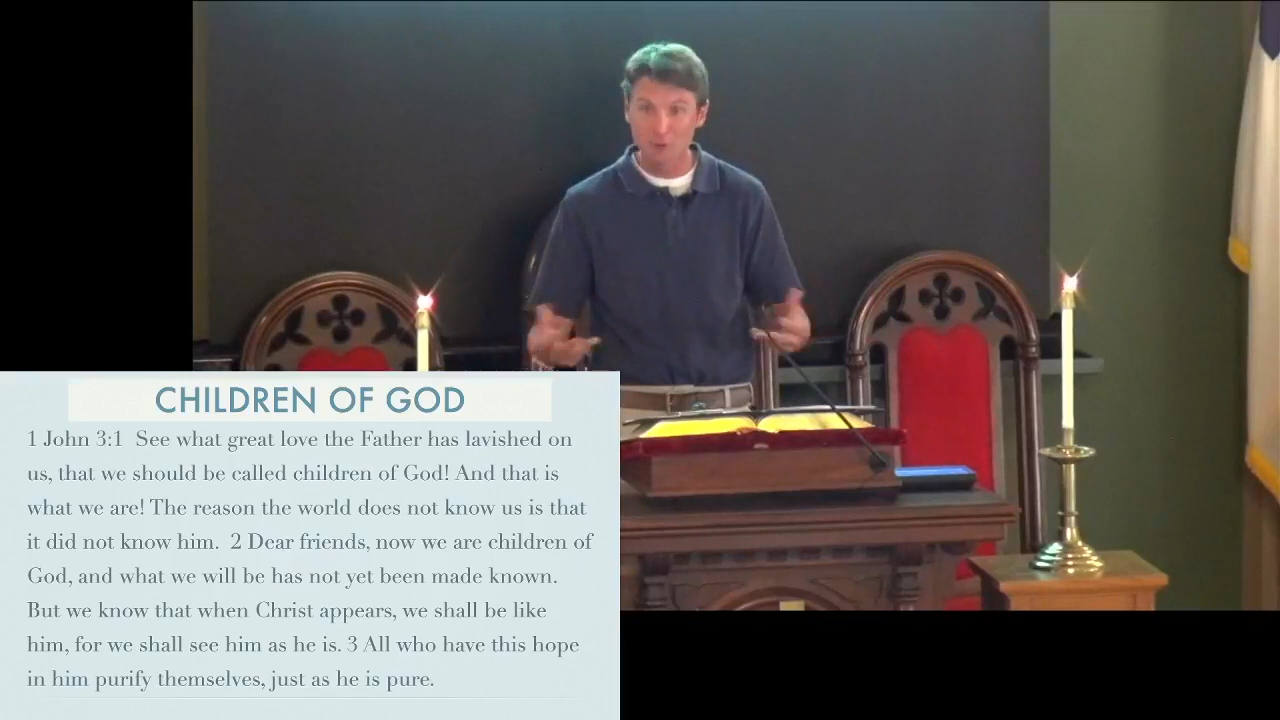 CHILDREN OF GOD
1 John 3:1 See what great love the Father has lavished on
us, that we should be called children of God! And that is
what we are! The reason the world does not know us is that
it did not know him. 2 Dear friends, now we are children of
God, and what we will be has not yet been made known.
But we know that when Christ appears, we shall be like
him, for we shall see him as he is. 3 All who have this hope
in him purify themselves, just as he is pure.